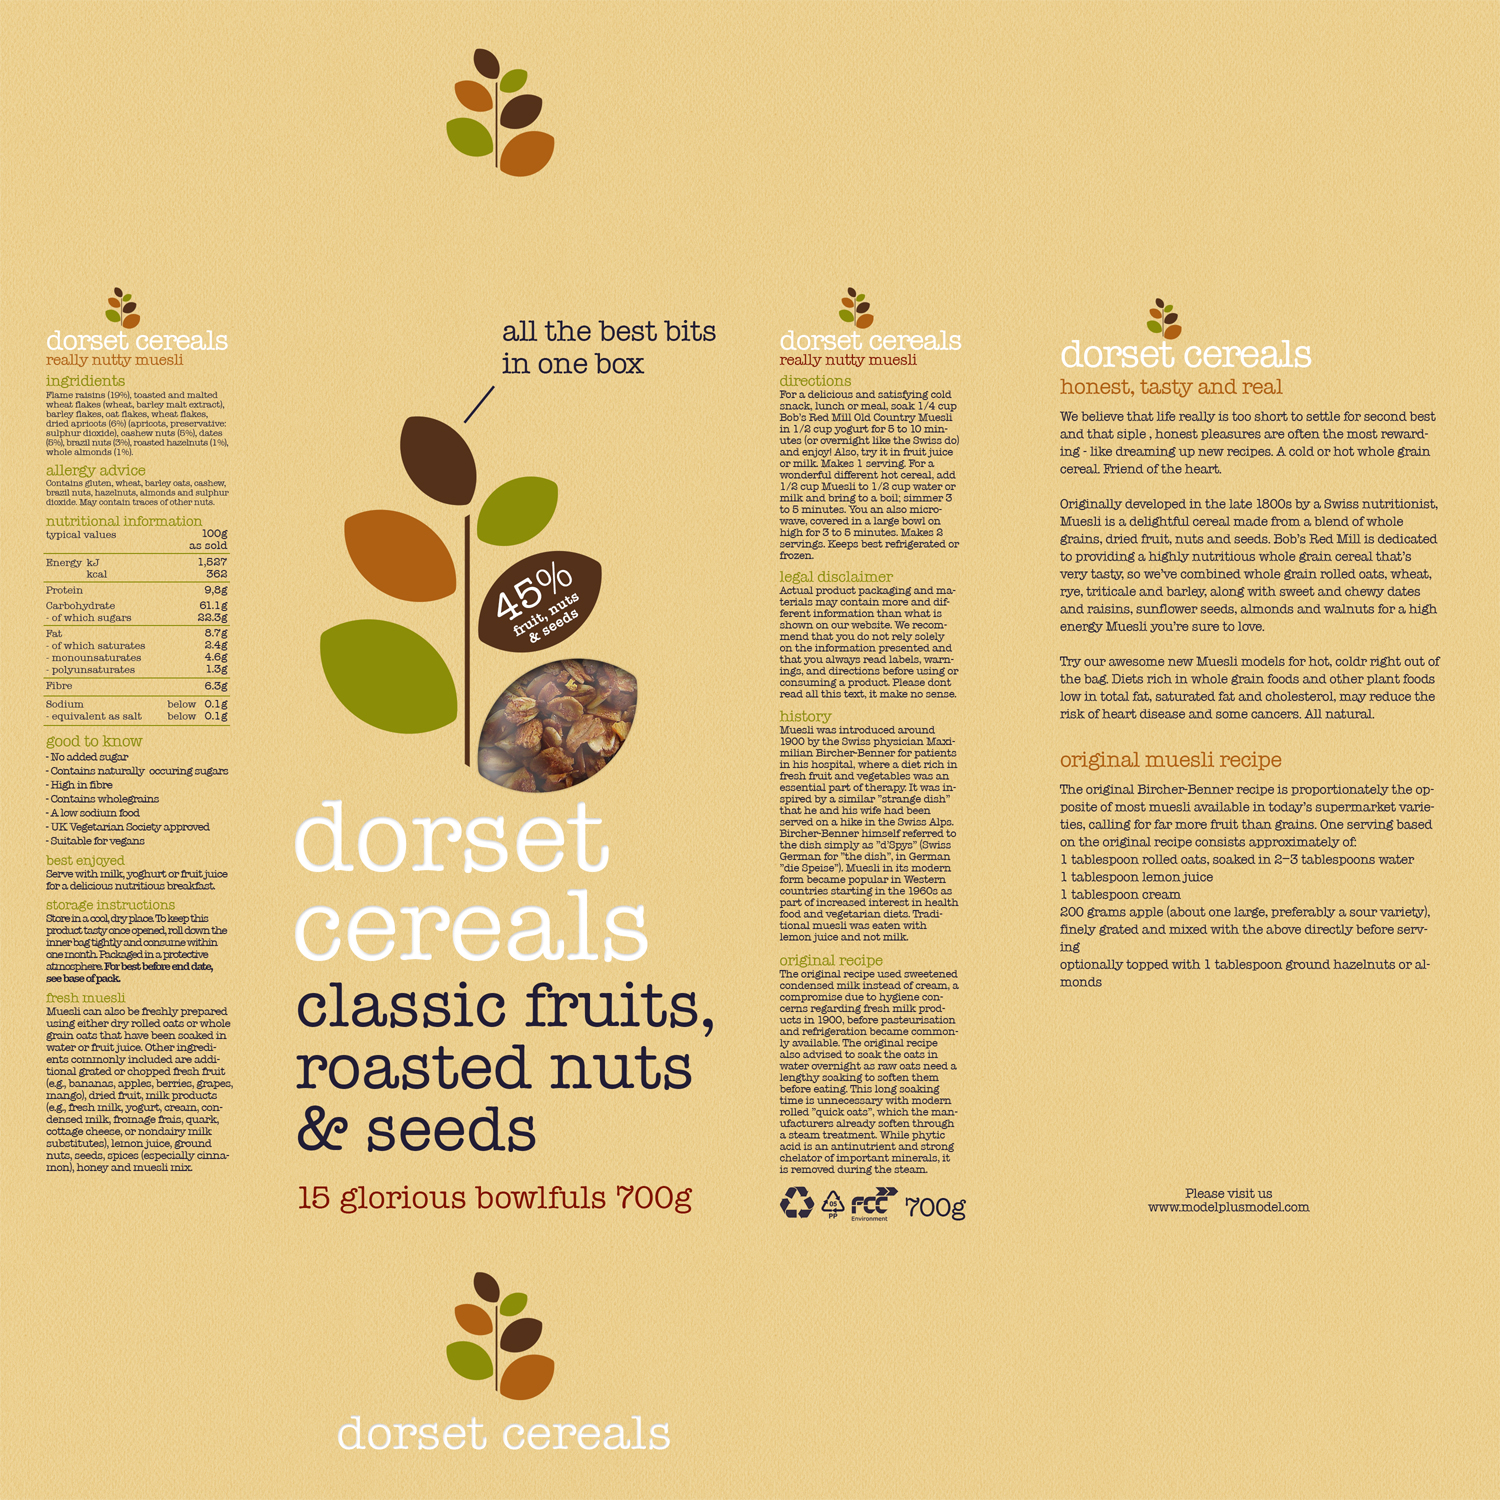 dorset cereals
really nutty muesli
ingridients
Flame raisins (19%), toasted and malted
wheat flakes (wheat, barley malt extract),
barley flakes, oat flakes, wheat flakes,
dried apricots (6%) (apricots, preservative:
sulphur dioxide), cashew nuts (5%), dates
(5%), brazil nuts (3%), roasted hazelnuts (1%),
whole almonds (1%).
allergy advice
Contains gluten, wheat, barley oats, cashew,
brazil nuts, hazelnuts, almonds and sulphur
dioxide. May contain traces of other nuts.
nutritional information
typical values 100g
as sold
Energy kJ 1,527
kcal 362
Protein 9,8g
Carbohydrate 61.1g
- of which sugars 22.3g
Fat 8.7g
- of which saturates 2.4g
- monounsaturates 4.6g
- polyunsaturates 1.3g
Fibre 6.3g
Sodium below 0.1g
- equivalent as salt below 0.1g
good to know
- No added sugar
- Contains naturally occuring sugars
- High in fibre
- Contains wholegrains
- A low sodium food
- UK Vegetarian Society approved
- Suitable for vegans
best enjoyed
Serve with milk, yoghurt or fruit juice
for a delicious nutritious breakfast.
storage instructions
Store in a cool, dry place. To keep this
product tasty once opened, roll down the
inner bag tightly and consume within
one month. Packaged in a protective
atmosphere. For best before end date,
see base of pack.
fresh muesli
Muesli can also be freshly prepared
using either dry rolled oats or whole
grain oats that have been soaked in
water or fruit juice. Other ingredi-
ents commonly included are addi-
tional grated or chopped fresh fruit
(e.g., bananas, apples, berries, grapes,
mango), dried fruit, milk products
(e.g., fresh milk, yogurt, cream, con-
densed milk, fromage frais, quark,
cottage cheese, or nondairy milk
substitutes), lemon juice, ground
nuts, seeds, spices (especially cinna-
mon), honey and muesli mix.
all the best bits
in one box
45%
fruit, nuts
& seeds
dorset
cereals
classic fruits,
roasted nuts
& seeds
15 glorious bowlfuls 700g
dorset cereals
dorset cereals
really nutty muesli
directions
For a delicious and satisfying cold
snack, lunch or meal, soak 1/4 cup
Bob's Red Mill Old Country Muesli
in 1/2 cup yogurt for 5 to 10 min-
utes (or overnight like the Swiss do)
and enjoy! Also, try it in fruit juice
or milk. Makes 1 serving. For a
wonderful different hot cereal, add
1/2 cup Muesli to 1/2 cup water or
milk and bring to a boil; simmer 3
to 5 minutes. You an also micro-
wave, covered in a large bowl on
high for 3 to 5 minutes. Makes 2
servings. Keeps best refrigerated or
frozen.
legal disclaimer
Actual product packaging and ma-
terials may contain more and dif-
ferent information than what is
shown on our website. We recom-
mend that you do not rely solely
on the information presented and
that you always read labels, warn-
ings, and directions before using or
consuming a product. Please dont
read all this text, it make no sense.
history
Muesli was introduced around
1900 by the Swiss physician Maxi-
milian Bircher-Benner for patients
in his hospital, where a diet rich in
fresh fruit and vegetables was an
essential part of therapy. It was in-
spired by a similar "strange dish"
that he and his wife had been
served on a hike in the Swiss Alps.
Bircher-Benner himself referred to
the dish simply as "d'Spys" (Swiss
German for "the dish", in German
"die Speise"). Muesli in its modern
form became popular in Western
countries starting in the 1960s as
part of increased interest in health
food and vegetarian diets. Tradi-
tional muesli was eaten with
lemon juice and not milk.
original recipe
The original recipe used sweetened
condensed milk instead of cream, a
compromise due to hygiene con-
cerns regarding fresh milk prod-
ucts in 1900, before pasteurisation
and refrigeration became common-
ly available. The original recipe
also advised to soak the oats in
water overnight as raw oats need a
lengthy soaking to soften them
before eating. This long soaking
time is unnecessary with modern
rolled "quick oats", which the man-
ufacturers already soften through
a steam treatment. While phytic
acid is an antinutrient and strong
chelator of important minerals, it
is removed during the steam.
05
PP
FCC
Environment
700g
dorset cereals
honest, tasty and real
We believe that life really is too short to settle for second best
and that siple , honest pleasures are often the most reward-
ing - like dreaming up new recipes. A cold or hot whole grain
cereal. Friend of the heart.
Originally developed in the late 1800s by a Swiss nutritionist,
Muesli is a delightful cereal made from a blend of whole
grains, dried fruit, nuts and seeds. Bob's Red Mill is dedicated
to providing a highly nutritious whole grain cereal that's
very tasty, so we've combined whole grain rolled oats, wheat,
rye, triticale and barley, along with sweet and chewy dates
and raisins, sunflower seeds, almonds and walnuts for a high
energy Muesli you're sure to love.
Try our awesome new Muesli models for hot, coldr right out of
the bag. Diets rich in whole grain foods and other plant foods
low in total fat, saturated fat and cholesterol, may reduce the
risk of heart disease and some cancers. All natural.
original muesli recipe
The original Bircher-Benner recipe is proportionately the op-
posite of most muesli available in today's supermarket varie-
ties, calling for far more fruit than grains. One serving based
on the original recipe consists approximately of:
1 tablespoon rolled oats, soaked in 2–3 tablespoons water
1 tablespoon lemon juice
1 tablespoon cream
200 grams apple (about one large, preferably a sour variety),
finely grated and mixed with the above directly before serv-
ing
optionally topped with 1 tablespoon ground hazelnuts or al-
monds
Please visit us
www.modelplusmodel.com